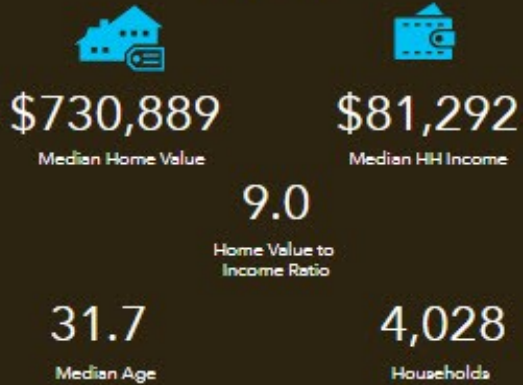 $730,889
Median Home Value
$81,292
Median HH Income
9.0
Home Value to
Income Ratio
31.7
Median Age
4,028
Households